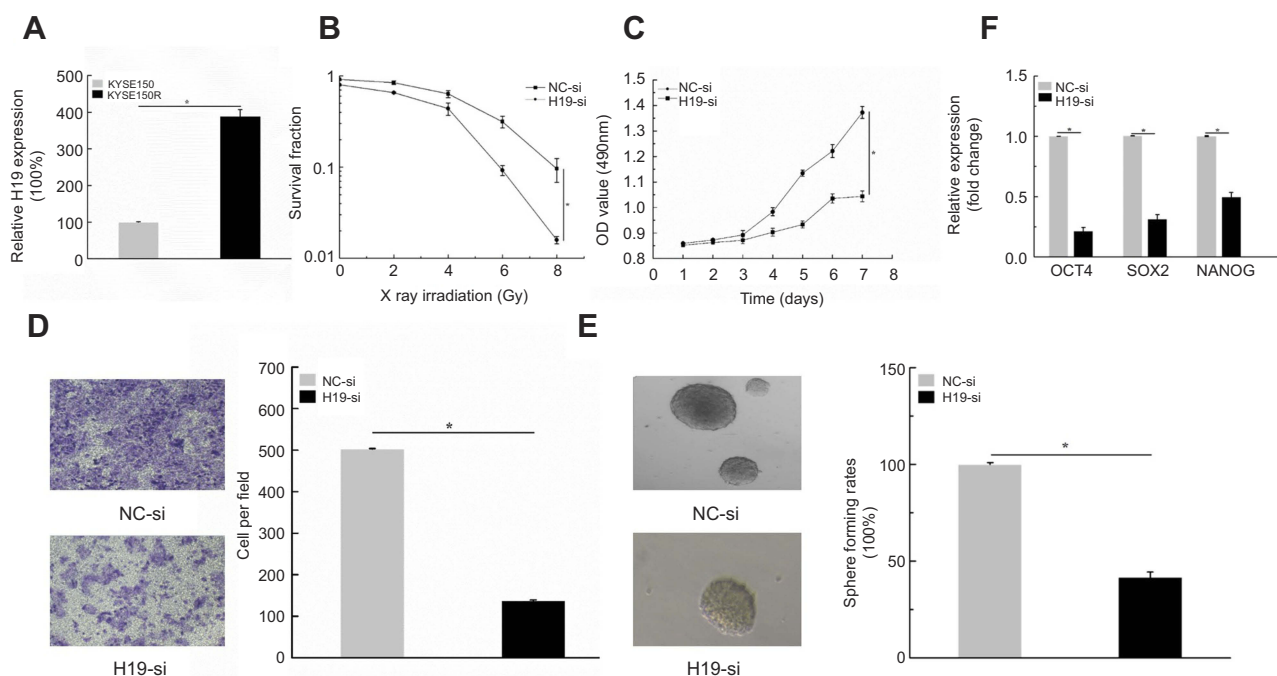 A
Relative H19 expression
(100%)
500
400
300
200
100
0
KYSE150
KYSE150R
*
B
Survival fraction
1
0.1
0.01
NC-si
H19-si
*
0 2 4 6 8
X ray irradiation (Gy)
C
OD value (490nm)
1.5
1.4
1.3
1.2
1.1
1.0
0.9
0.8
NC-si
H19-si
*
0 1 2 3 4 5 6 7 8
Time (days)
F
Relative expression
(fold change)
1.5
1.0
0.5
0.0
NC-si
H19-si
* * *
OCT4 SOX2 NANOG
D
NC-si
H19-si
Cell per field
700
600
500
400
300
200
100
0
NC-si
H19-si
*
E
NC-si
H19-si
Sphere forming rates
(100%)
150
100
50
0
NC-si
H19-si
*